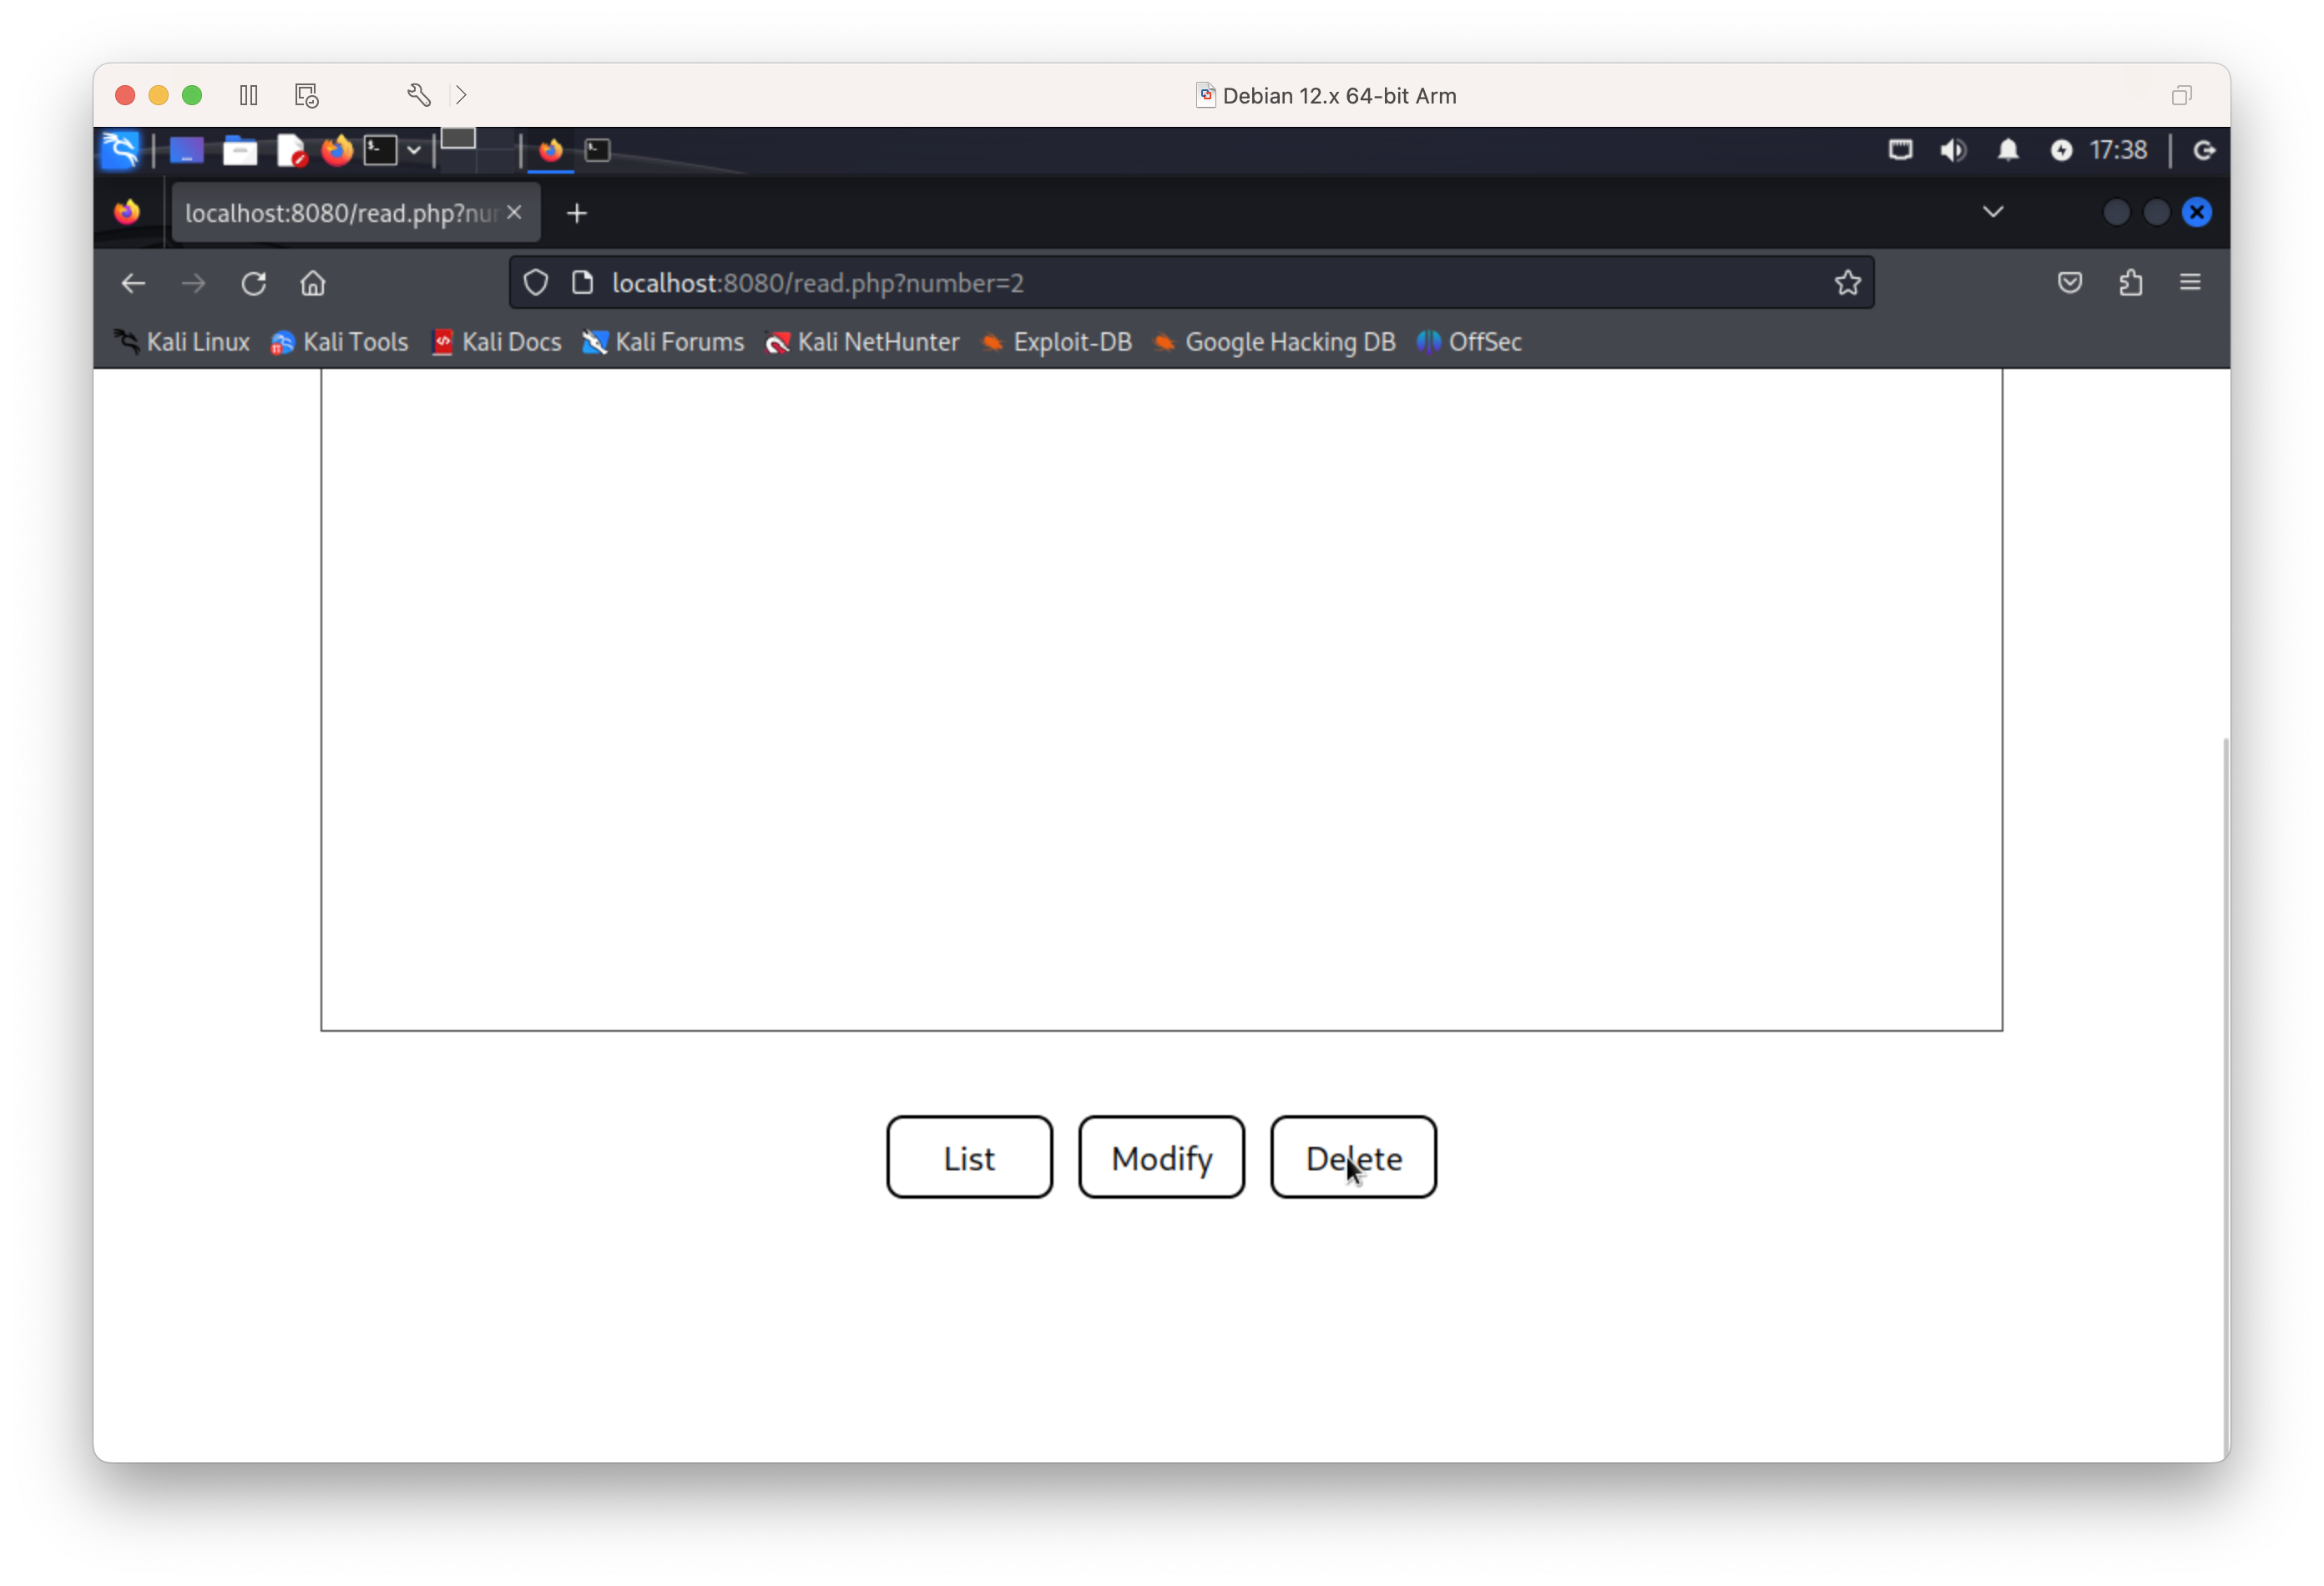 Debian 12.x 64-bit Arm
17:38
localhost:8080/read.php?nu
localhost:8080/read.php?number=2
Kali Linux Kali Tools Kali Docs Kali Forums Kali NetHunter Exploit-DB Google Hacking DB OffSec
List Modify Delete